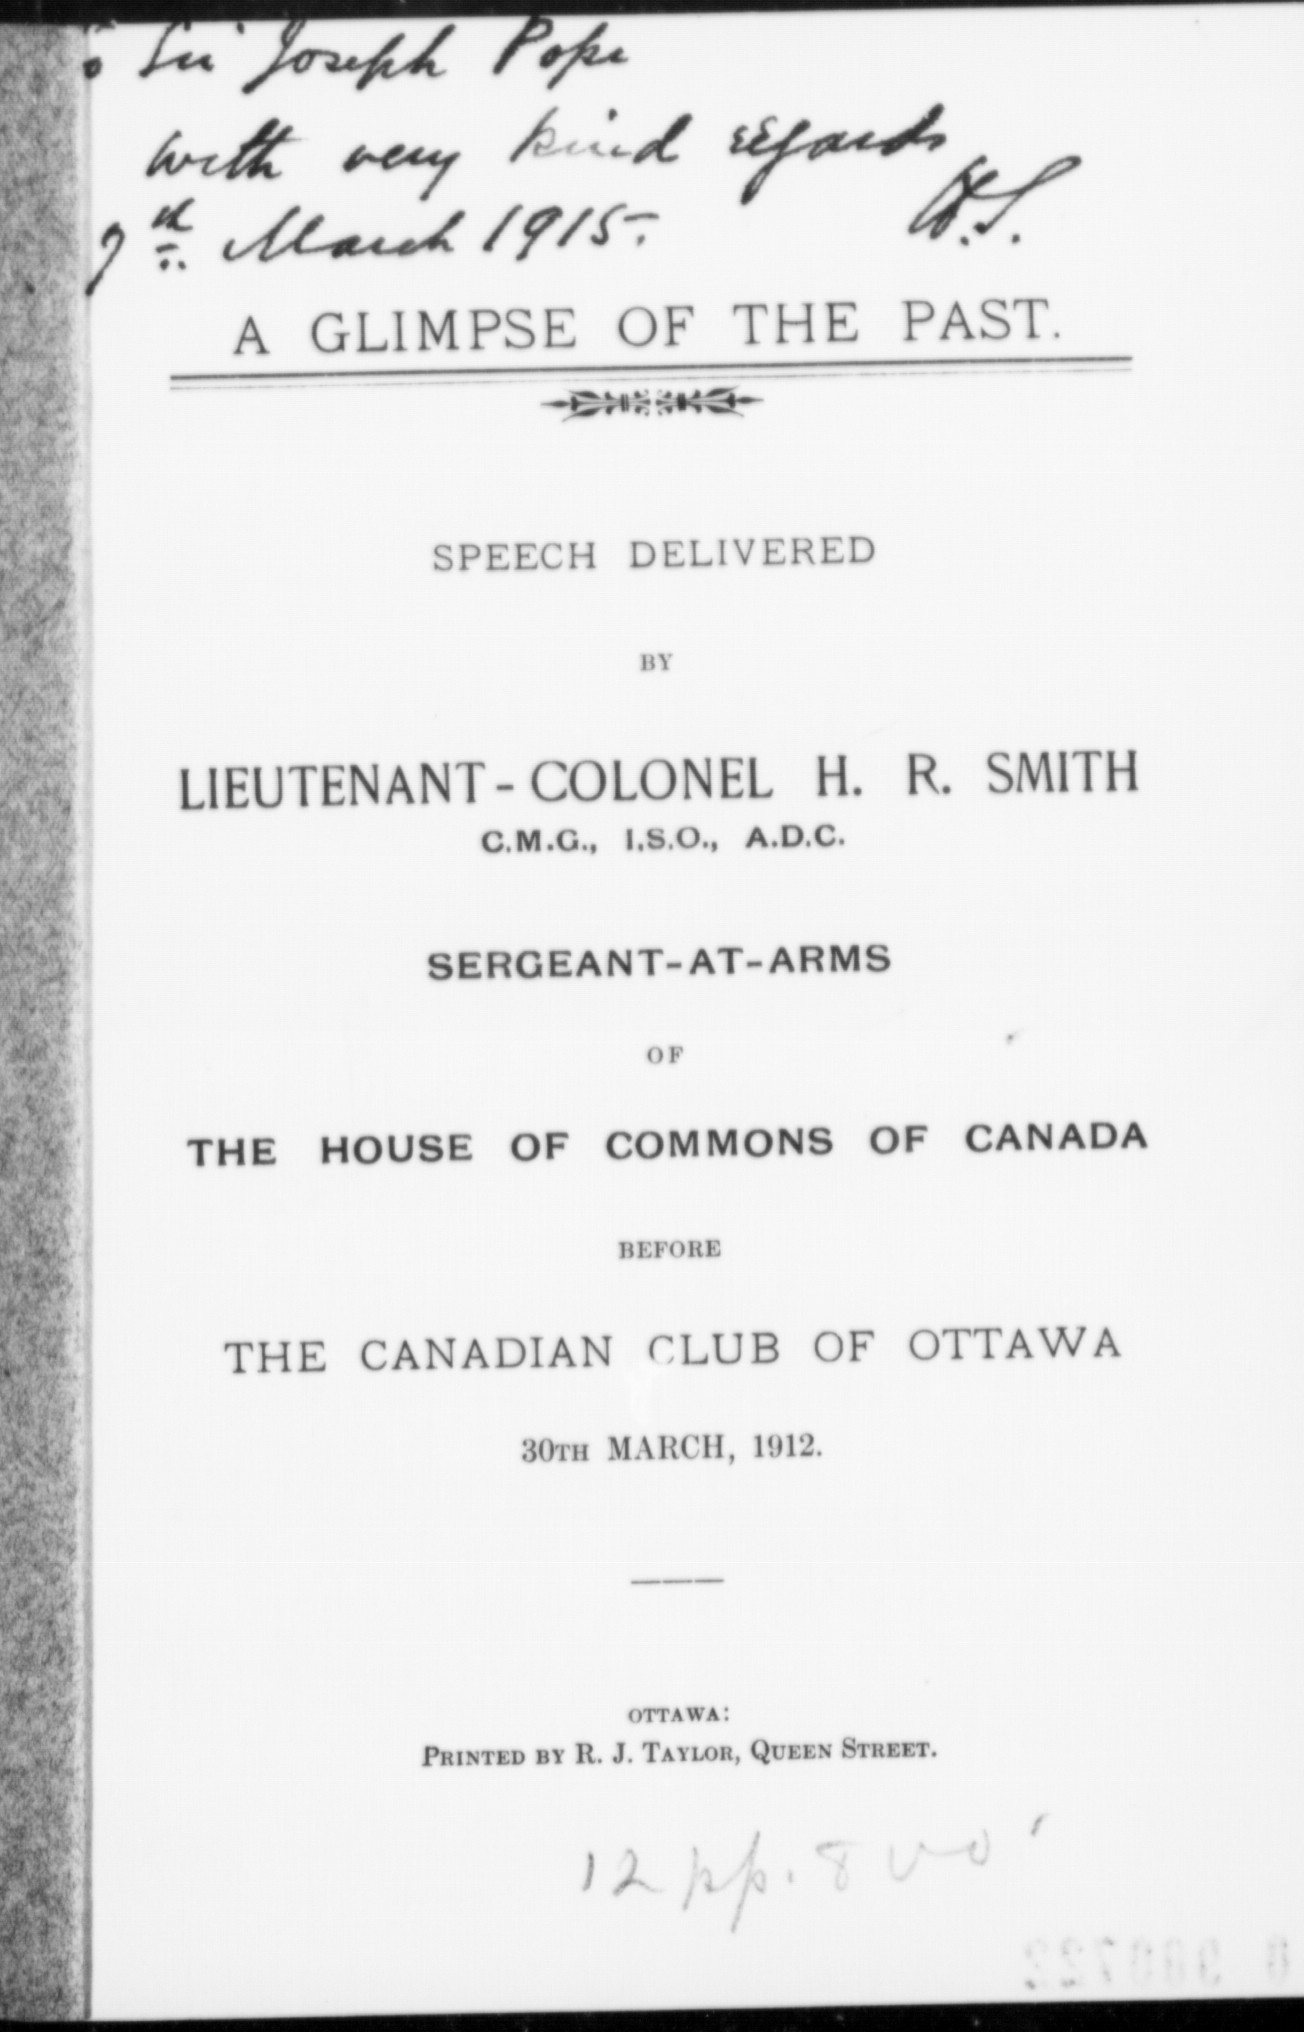 To Sir Joseph Pope
with very kind regards
7th March 1915. H.S.
A GLIMPSE OF THE PAST.
SPEECH DELIVERED
BY
LIEUTENANT-COLONEL H. R. SMITH
C.M.G., I.S.O., A.D.C.
SERGEANT-AT-ARMS
OF
THE HOUSE OF COMMONS OF CANADA
BEFORE
THE CANADIAN CLUB OF OTTAWA
30TH MARCH, 1912.
OTTAWA:
PRINTED BY R. J. TAYLOR, QUEEN STREET.
12 pp. 8vo